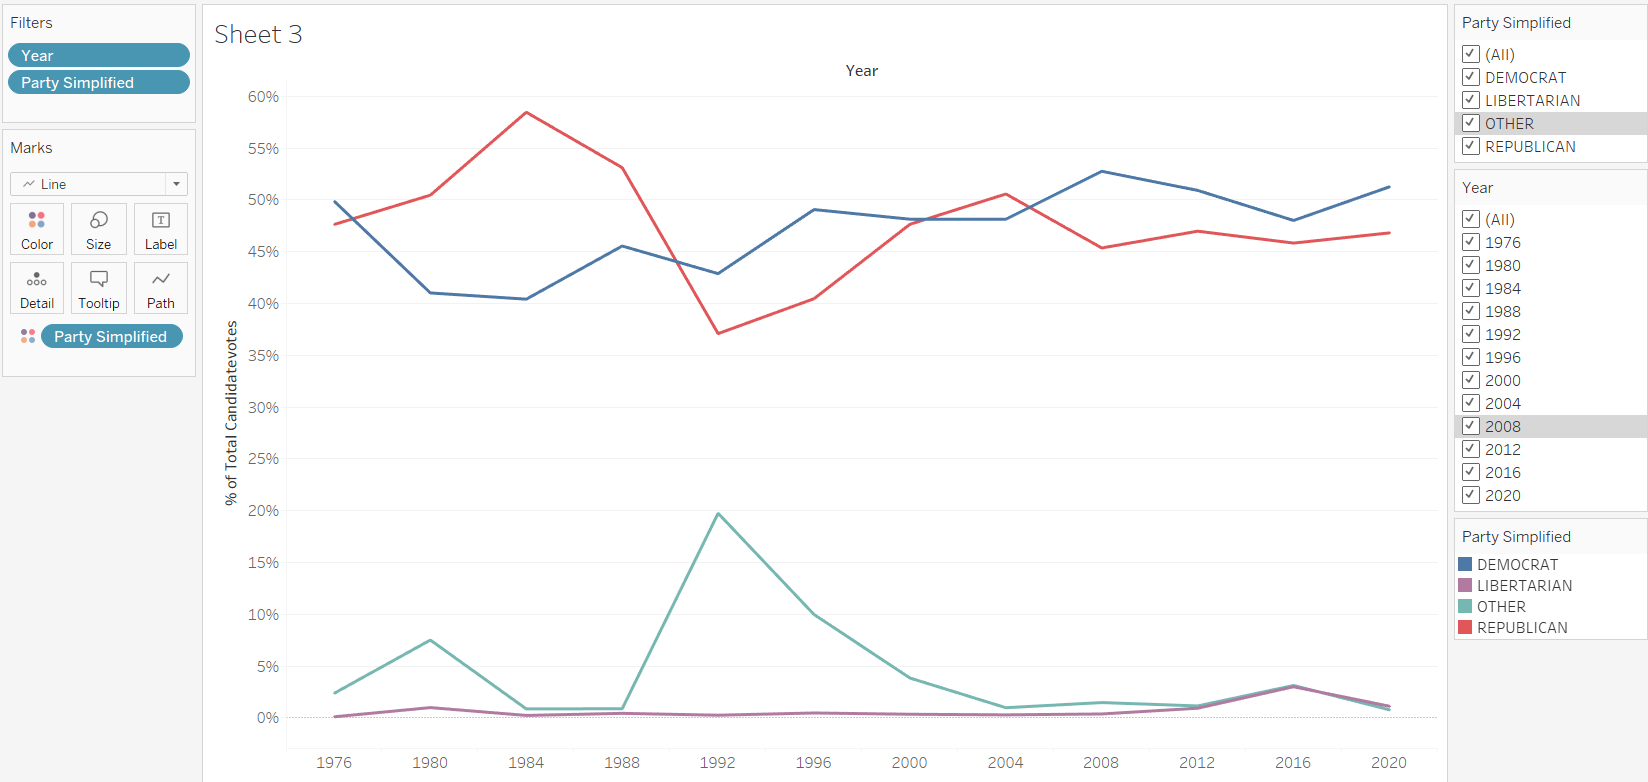 Filters
Year
Party Simplified
Marks
Line
Color
Size
Label
Detail
Tooltip
Path
Party Simplified
Sheet 3
Year
% of Total Candidatevotes
60%
55%
50%
45%
40%
35%
30%
25%
20%
15%
10%
5%
0%
1976 1980 1984 1988 1992 1996 2000 2004 2008 2012 2016 2020
Party Simplified
(All)
DEMOCRAT
LIBERTARIAN
OTHER
REPUBLICAN
Year
(All)
1976
1980
1984
1988
1992
1996
2000
2004
2008
2012
2016
2020
Party Simplified
DEMOCRAT
LIBERTARIAN
OTHER
REPUBLICAN